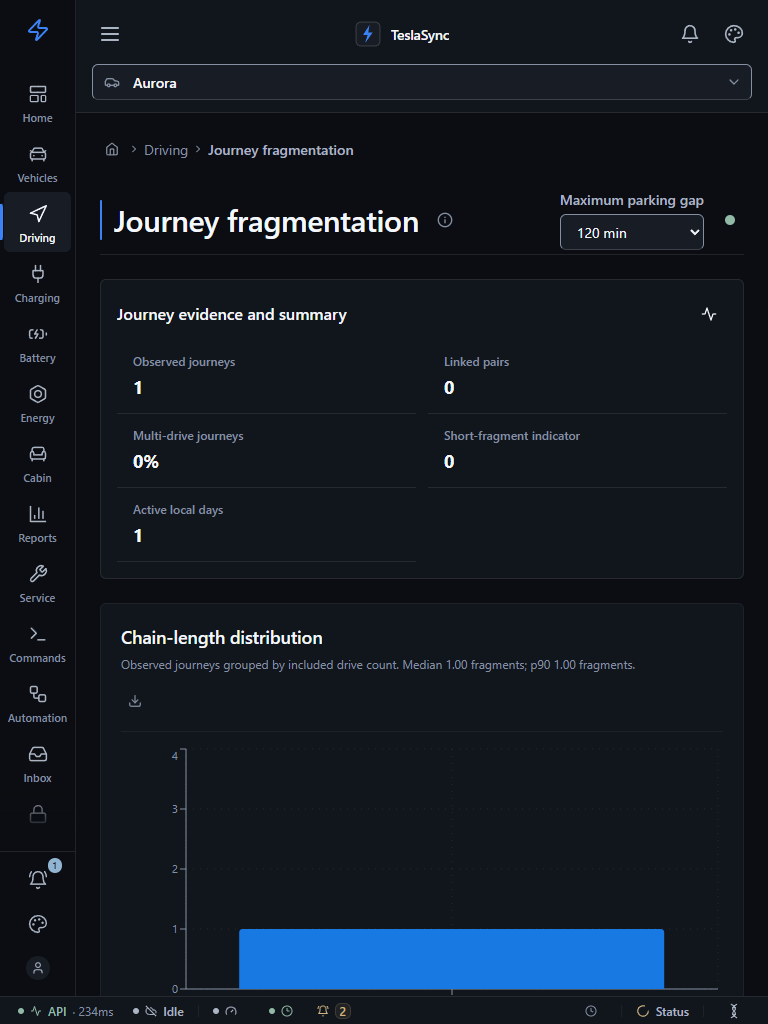 TeslaSync
Aurora
Home
Vehicles
Driving
Charging
Battery
Energy
Cabin
Reports
Service
Commands
Automation
Inbox
1
Driving
Journey fragmentation
Journey fragmentation
Maximum parking gap
120 min
Journey evidence and summary
Observed journeys
1
Linked pairs
0
Multi-drive journeys
0%
Short-fragment indicator
0
Active local days
1
Chain-length distribution
Observed journeys grouped by included drive count. Median 1.00 fragments; p90 1.00 fragments.
4
3
2
1
0
API · 234ms
Idle
2
Status